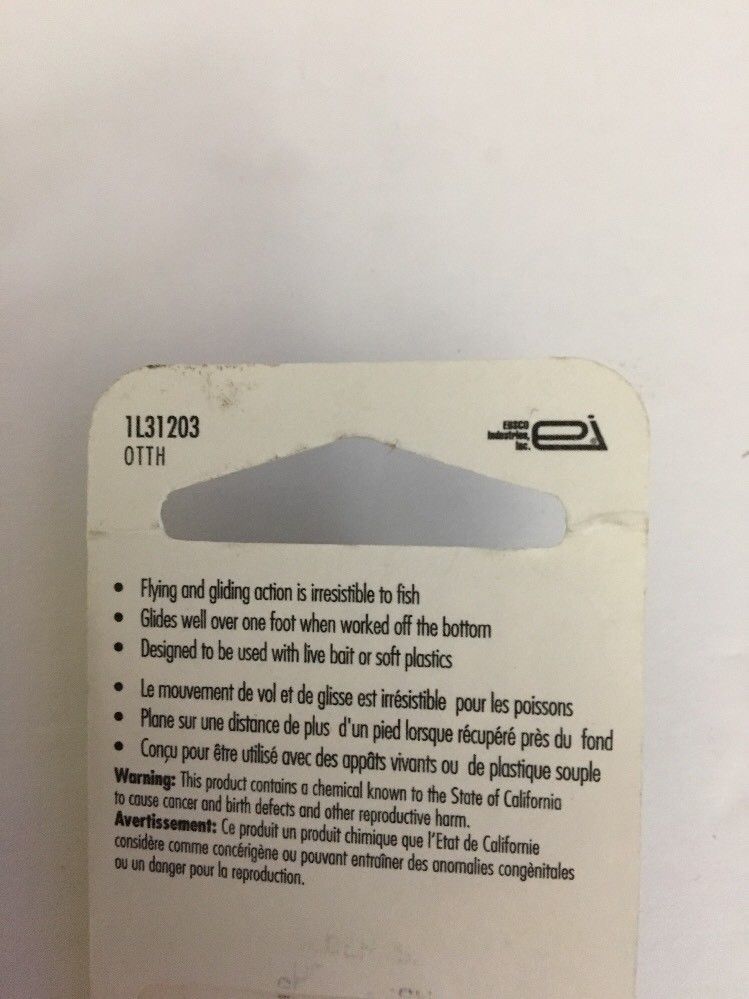 1L31203
OTTH
EBSCO
Industries,
Inc.
ei
• Flying and gliding action is irresistible to fish
• Glides well over one foot when worked off the bottom
• Designed to be used with live bait or soft plastics
• Le mouvement de vol et de glisse est irrésistible pour les poissons
• Plane sur une distance de plus d'un pied lorsque récupéré près du fond
• Conçu pour être utilisé avec des appâts vivants ou de plastique souple
Warning: This product contains a chemical known to the State of California
to cause cancer and birth defects and other reproductive harm.
Avertissement: Ce produit un produit chimique que l'Etat de Californie
considère comme concérigène ou pouvant entraîner des anomalies congènitales
ou un danger pour la reproduction.